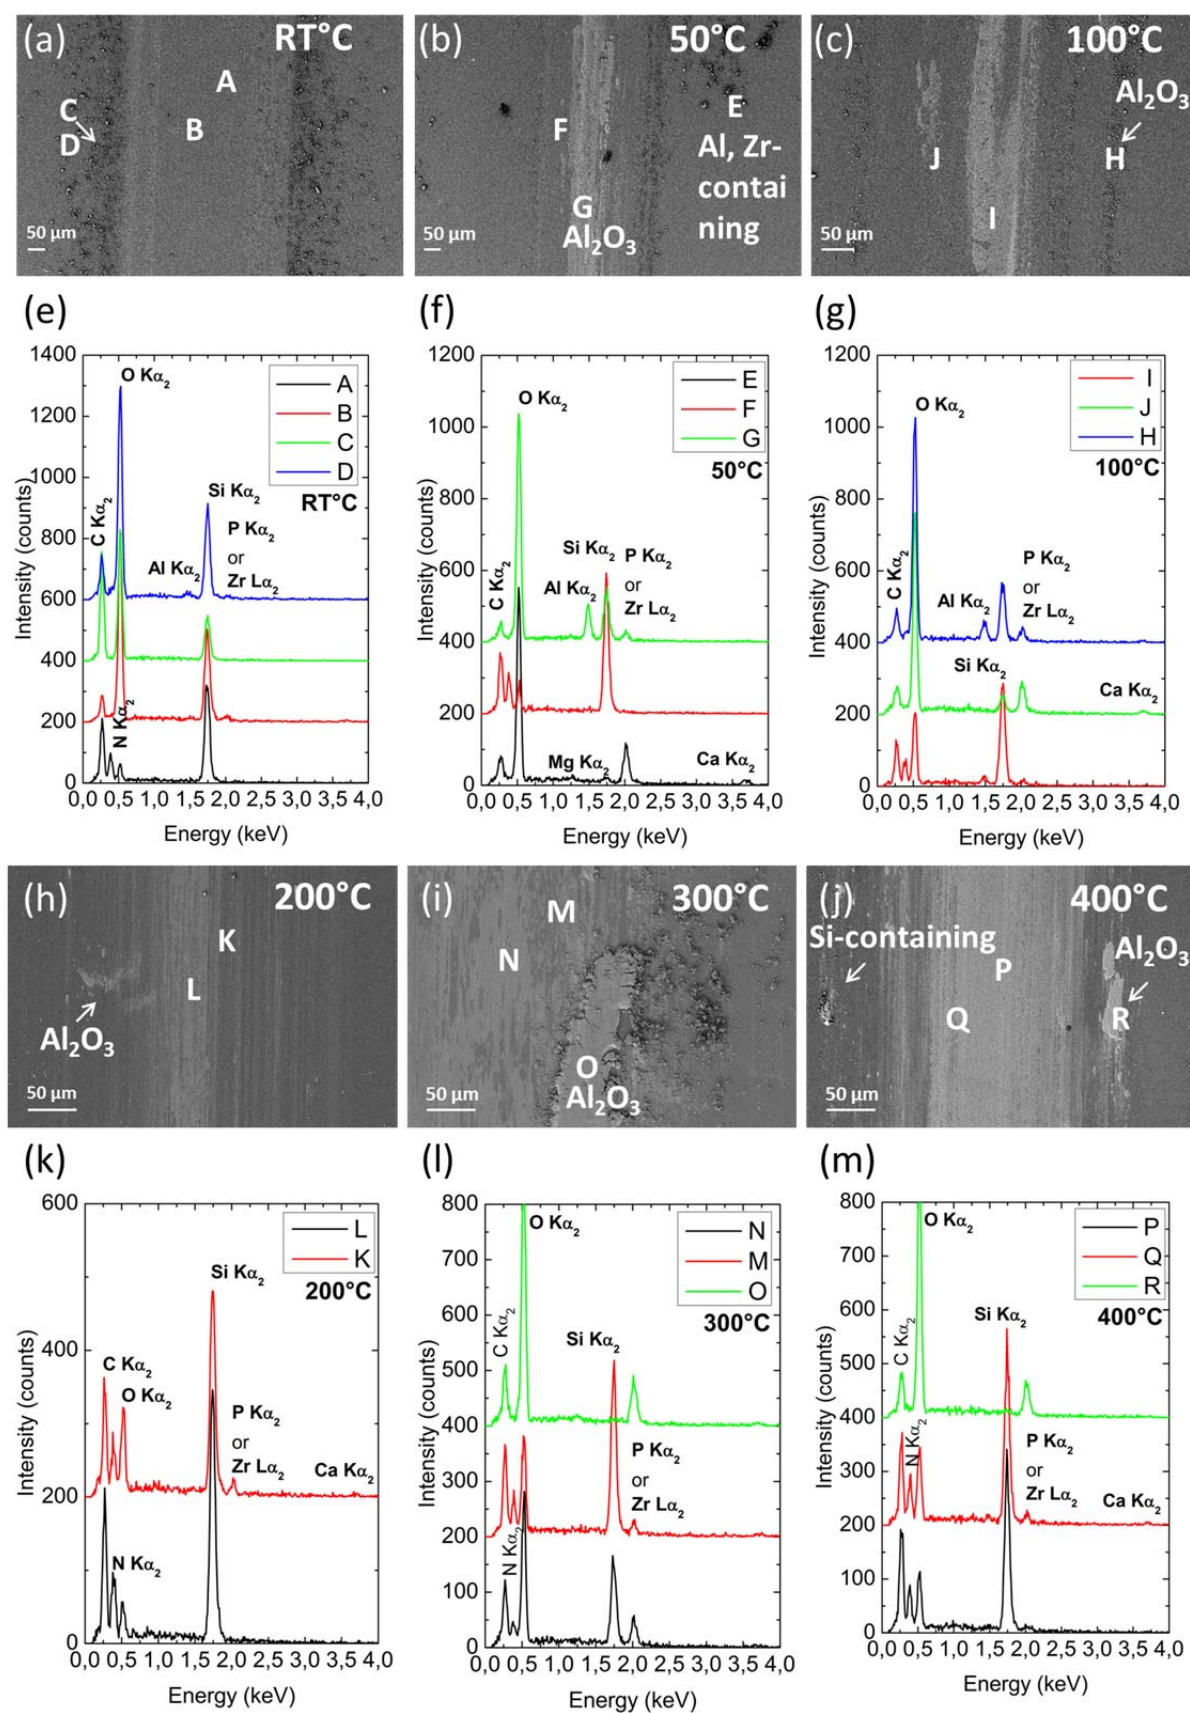 (a) RT°C
A
B
C
D
50 µm
(b) 50°C
E
F
Al, Zr-
contai
ning
G
Al₂O₃
50 µm
(c) 100°C
Al₂O₃
J
H
I
50 µm
(e)
1400
1200
1000
800
600
400
200
0
O Kα₂
C Kα₂
Al Kα₂
Si Kα₂
P Kα₂
or
Zr Lα₂
N Kα₂
A
B
C
D
RT°C
0,0 0,5 1,0 1,5 2,0 2,5 3,0 3,5 4,0
Energy (keV)
Intensity (counts)
(f)
1200
1000
800
600
400
200
0
O Kα₂
C Kα₂
Al Kα₂
Si Kα₂
P Kα₂
or
Zr Lα₂
Mg Kα₂
Ca Kα₂
E
F
G
50°C
0,0 0,5 1,0 1,5 2,0 2,5 3,0 3,5 4,0
Energy (keV)
Intensity (counts)
(g)
1200
1000
800
600
400
200
0
O Kα₂
C Kα₂
Al Kα₂
P Kα₂
or
Zr Lα₂
Si Kα₂
Ca Kα₂
I
J
H
100°C
0,0 0,5 1,0 1,5 2,0 2,5 3,0 3,5 4,0
Energy (keV)
Intensity (counts)
(h) 200°C
K
L
Al₂O₃
50 µm
(i) 300°C
M
N
O
Al₂O₃
50 µm
(j) 400°C
Si-containing
Al₂O₃
P
Q
R
50 µm
(k)
600
400
200
0
Si Kα₂
C Kα₂
O Kα₂
P Kα₂
or
Zr Lα₂
Ca Kα₂
N Kα₂
L
K
200°C
0,0 0,5 1,0 1,5 2,0 2,5 3,0 3,5 4,0
Energy (keV)
Intensity (counts)
(l)
800
700
600
500
400
300
200
100
0
O Kα₂
C Kα₂
Si Kα₂
P Kα₂
or
Zr Lα₂
N Kα₂
N
M
O
300°C
0,0 0,5 1,0 1,5 2,0 2,5 3,0 3,5 4,0
Energy (keV)
Intensity (counts)
(m)
800
700
600
500
400
300
200
100
0
O Kα₂
C Kα₂
Si Kα₂
N Kα₂
P Kα₂
or
Zr Lα₂
Ca Kα₂
P
Q
R
400°C
0,0 0,5 1,0 1,5 2,0 2,5 3,0 3,5 4,0
Energy (keV)
Intensity (counts)